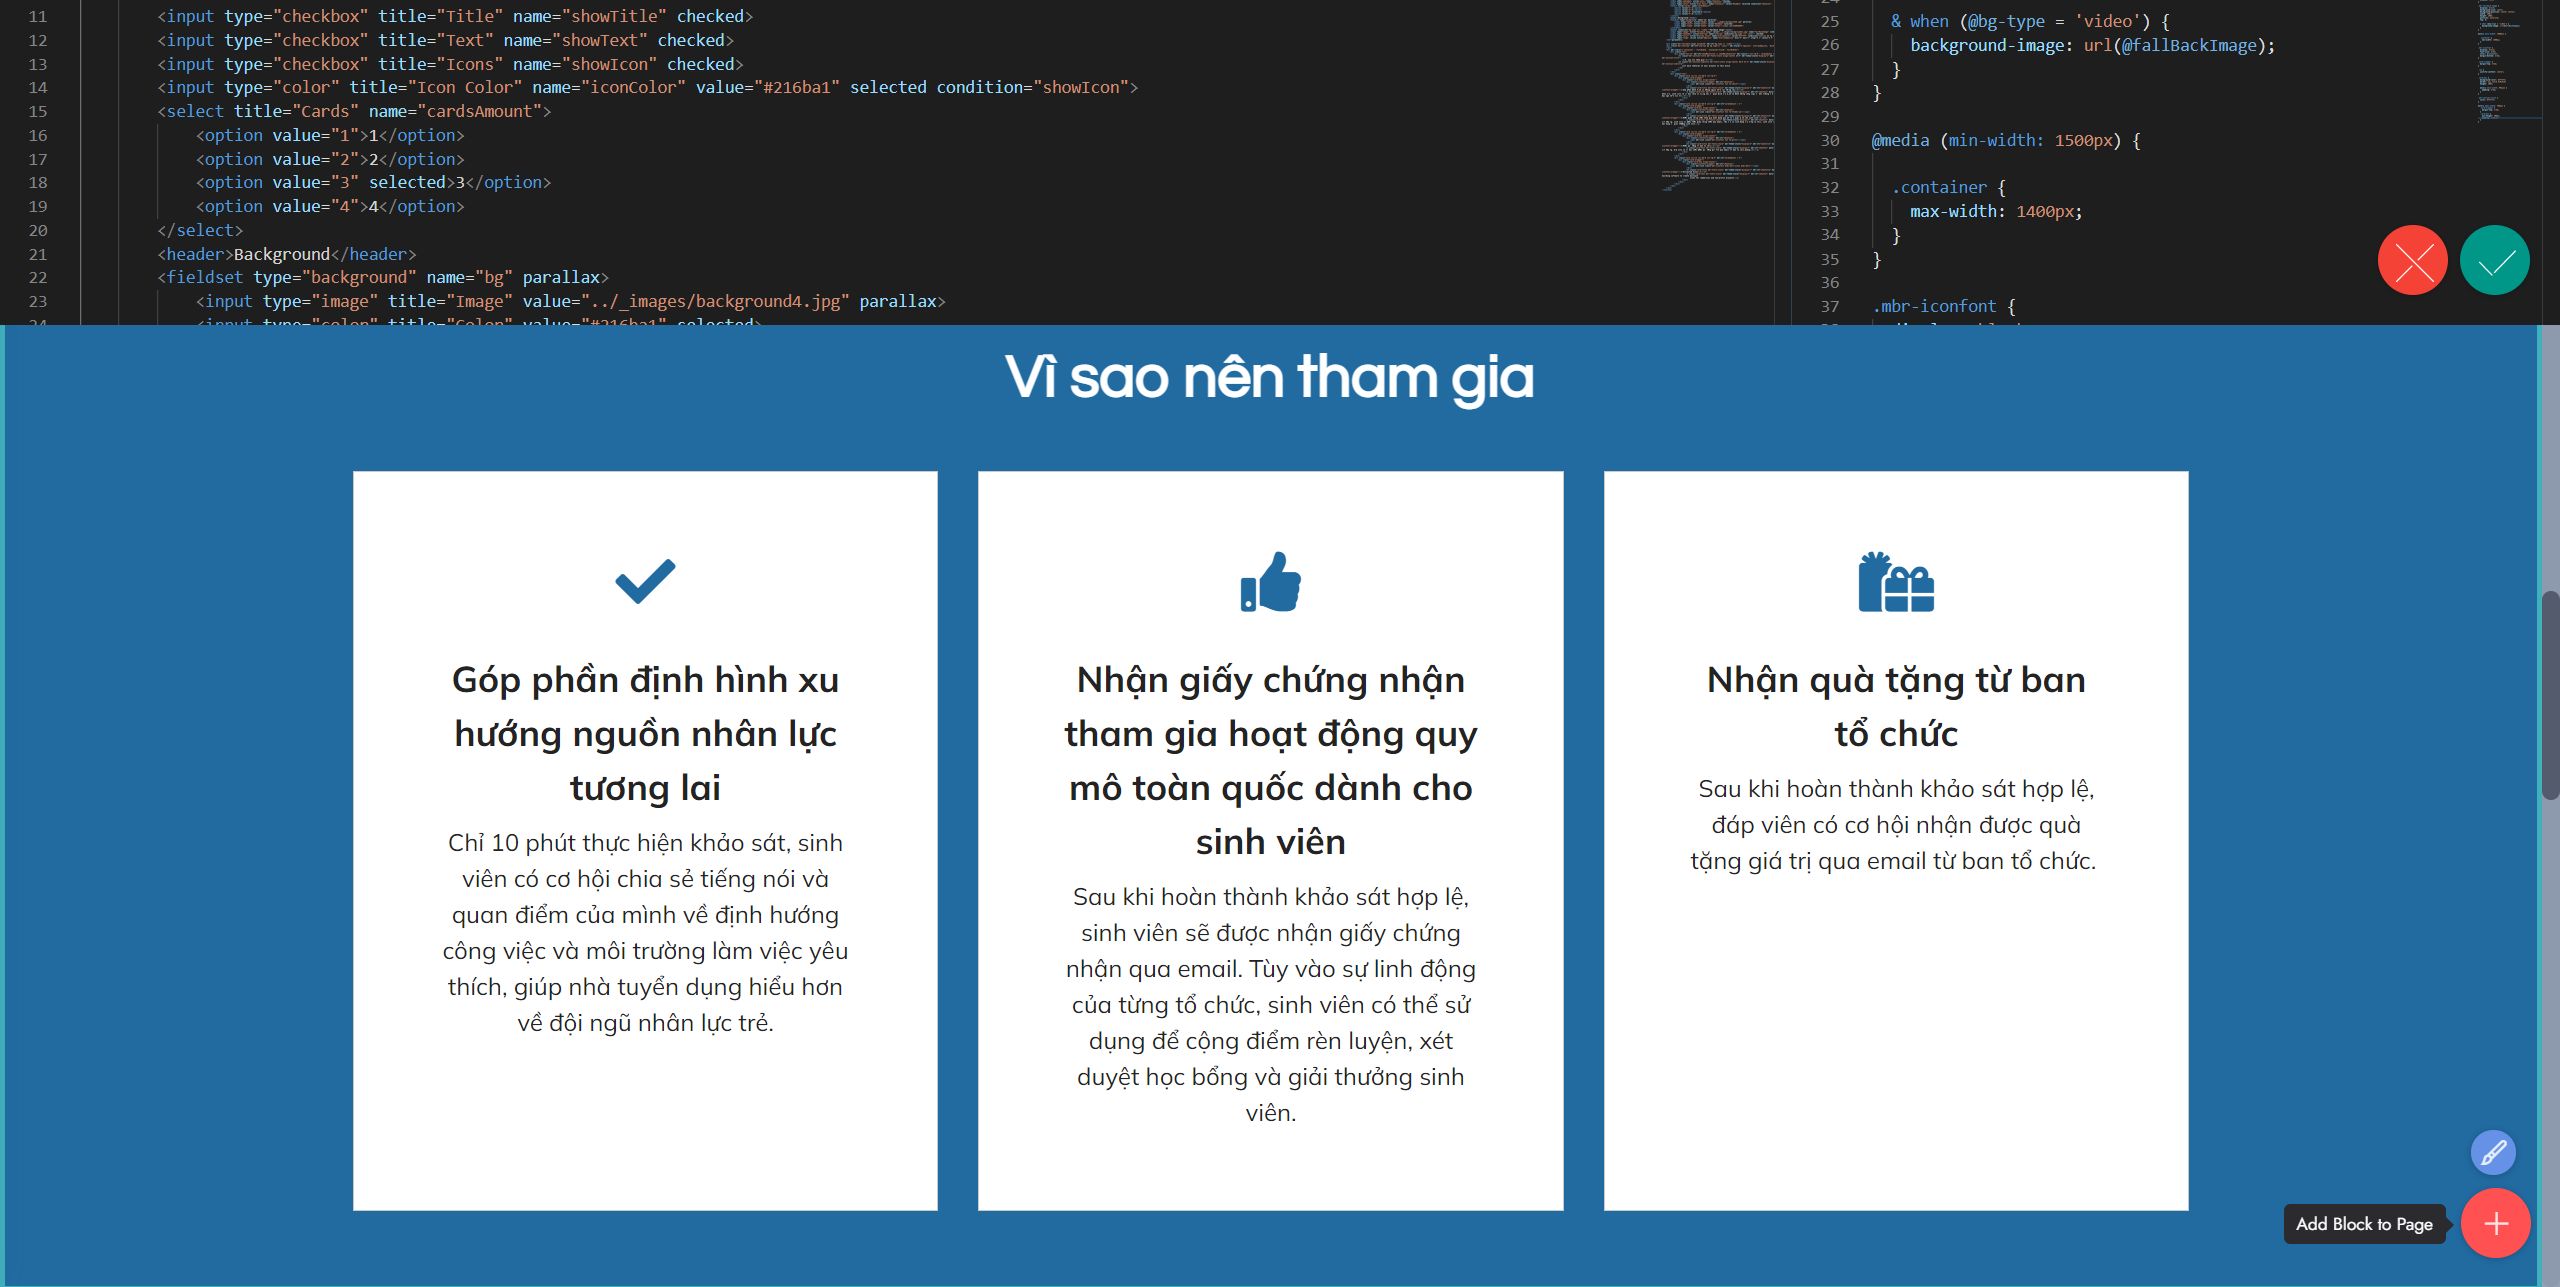 11 <input type="checkbox" title="Title" name="showTitle" checked>
12 <input type="checkbox" title="Text" name="showText" checked>
13 <input type="checkbox" title="Icons" name="showIcon" checked>
14 <input type="color" title="Icon Color" name="iconColor" value="#216ba1" selected condition="showIcon">
15 <select title="Cards" name="cardsAmount">
16 <option value="1">1</option>
17 <option value="2">2</option>
18 <option value="3" selected>3</option>
19 <option value="4">4</option>
20 </select>
21 <header>Background</header>
22 <fieldset type="background" name="bg" parallax>
23 <input type="image" title="Image" value="../_images/background4.jpg" parallax>
24 <input type="color" title="Color" value="#216ba1" selected>
24
25 & when (@bg-type = 'video') {
26 background-image: url(@fallBackImage);
27 }
28 }
29
30 @media (min-width: 1500px) {
31
32 .container {
33 max-width: 1400px;
34 }
35 }
36
37 .mbr-iconfont {
Vì sao nên tham gia
Góp phần định hình xu
hướng nguồn nhân lực
tương lai
Chỉ 10 phút thực hiện khảo sát, sinh
viên có cơ hội chia sẻ tiếng nói và
quan điểm của mình về định hướng
công việc và môi trường làm việc yêu
thích, giúp nhà tuyển dụng hiểu hơn
về đội ngũ nhân lực trẻ.
Nhận giấy chứng nhận
tham gia hoạt động quy
mô toàn quốc dành cho
sinh viên
Sau khi hoàn thành khảo sát hợp lệ,
sinh viên sẽ được nhận giấy chứng
nhận qua email. Tùy vào sự linh động
của từng tổ chức, sinh viên có thể sử
dụng để cộng điểm rèn luyện, xét
duyệt học bổng và giải thưởng sinh
viên.
Nhận quà tặng từ ban
tổ chức
Sau khi hoàn thành khảo sát hợp lệ,
đáp viên có cơ hội nhận được quà
tặng giá trị qua email từ ban tổ chức.
Add Block to Page